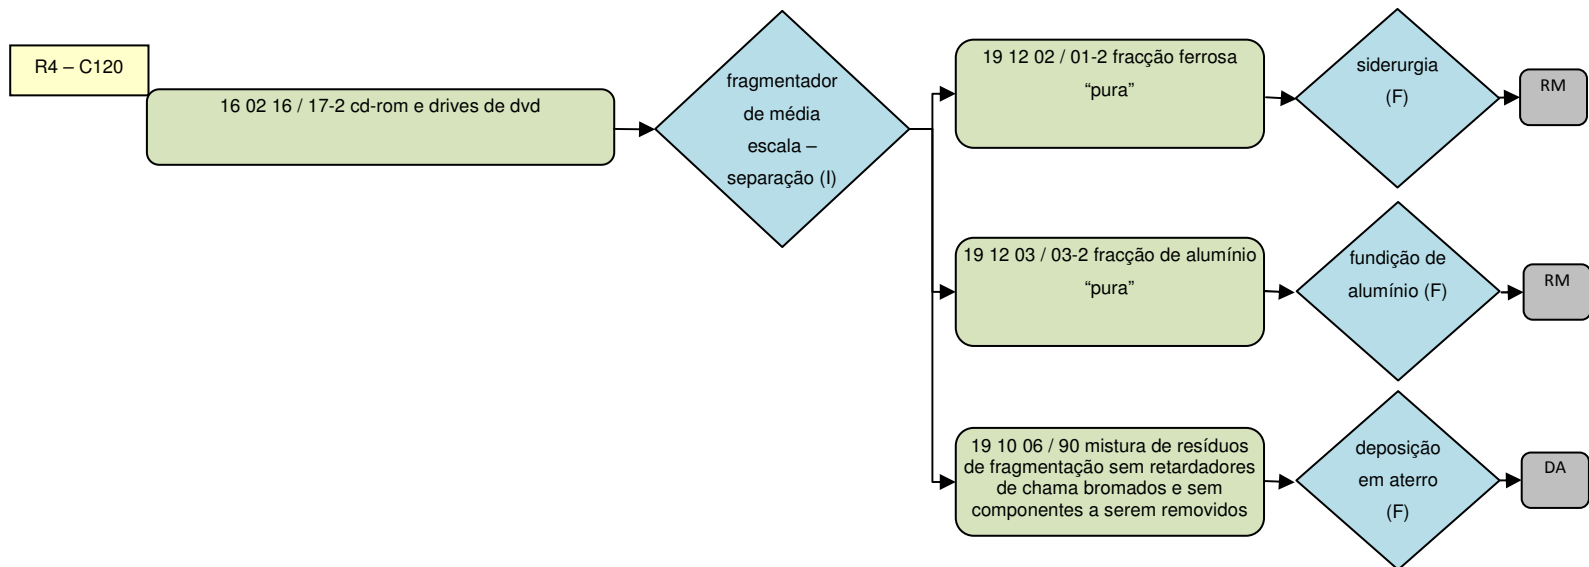 R4 – C120
16 02 16 / 17-2 cd-rom e drives de dvd
fragmentador
de média
escala –
separação (I)
19 12 02 / 01-2 fracção ferrosa
“pura”
siderurgia
(F)
RM
19 12 03 / 03-2 fracção de alumínio
“pura”
fundição de
alumínio (F)
RM
19 10 06 / 90 mistura de resíduos
de fragmentação sem retardadores
de chama bromados e sem
componentes a serem removidos
deposição
em aterro
(F)
DA